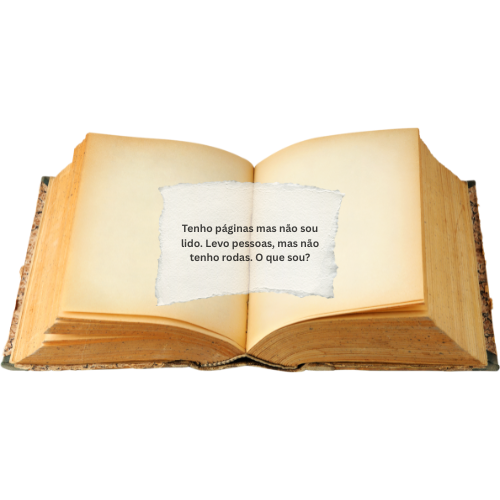 Tenho páginas mas não sou
lido. Levo pessoas, mas não
tenho rodas. O que sou?